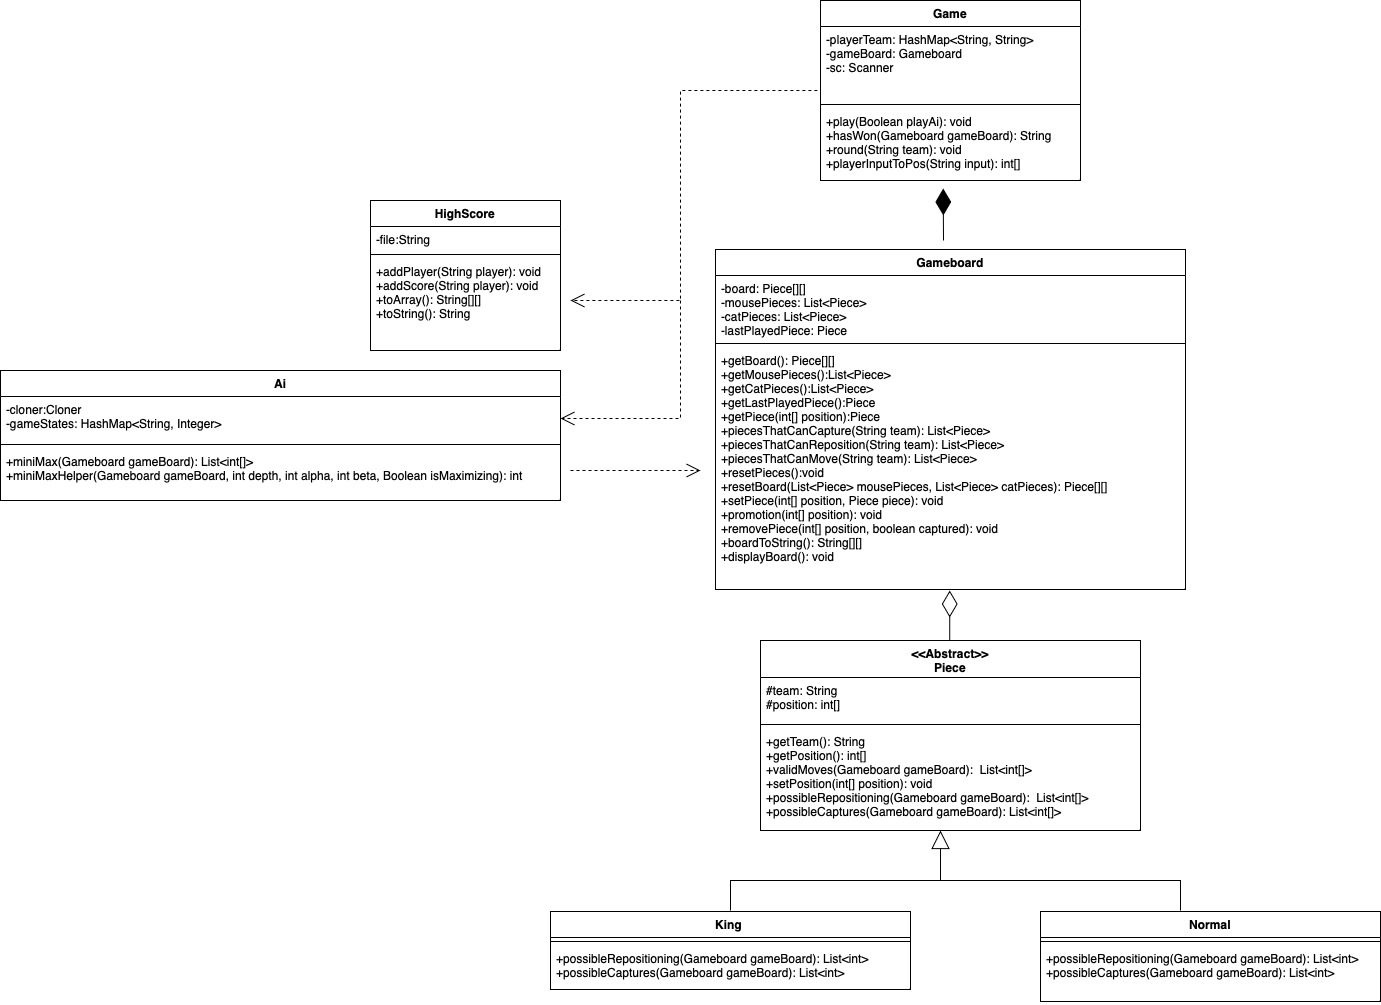 Game
-playerTeam: HashMap<String, String>
-gameBoard: Gameboard
-sc: Scanner
+play(Boolean playAi): void
+hasWon(Gameboard gameBoard): String
+round(String team): void
+playerInputToPos(String input): int[]
HighScore
-file:String
+addPlayer(String player): void
+addScore(String player): void
+toArray(): String[][]
+toString(): String
Gameboard
-board: Piece[][]
-mousePieces: List<Piece>
-catPieces: List<Piece>
-lastPlayedPiece: Piece
+getBoard(): Piece[][]
+getMousePieces():List<Piece>
+getCatPieces():List<Piece>
+getLastPlayedPiece():Piece
+getPiece(int[] position):Piece
+piecesThatCanCapture(String team): List<Piece>
+piecesThatCanReposition(String team): List<Piece>
+piecesThatCanMove(String team): List<Piece>
+resetPieces():void
+resetBoard(List<Piece> mousePieces, List<Piece> catPieces): Piece[][]
+setPiece(int[] position, Piece piece): void
+promotion(int[] position): void
+removePiece(int[] position, boolean captured): void
+boardToString(): String[][]
+displayBoard(): void
Ai
-cloner:Cloner
-gameStates: HashMap<String, Integer>
+miniMax(Gameboard gameBoard): List<int[]>
+miniMaxHelper(Gameboard gameBoard, int depth, int alpha, int beta, Boolean isMaximizing): int
<<Abstract>>
Piece
#team: String
#position: int[]
+getTeam(): String
+getPosition(): int[]
+validMoves(Gameboard gameBoard):  List<int[]>
+setPosition(int[] position): void
+possibleRepositioning(Gameboard gameBoard):  List<int[]>
+possibleCaptures(Gameboard gameBoard): List<int[]>
King
+possibleRepositioning(Gameboard gameBoard): List<int>
+possibleCaptures(Gameboard gameBoard): List<int>
Normal
+possibleRepositioning(Gameboard gameBoard): List<int>
+possibleCaptures(Gameboard gameBoard): List<int>